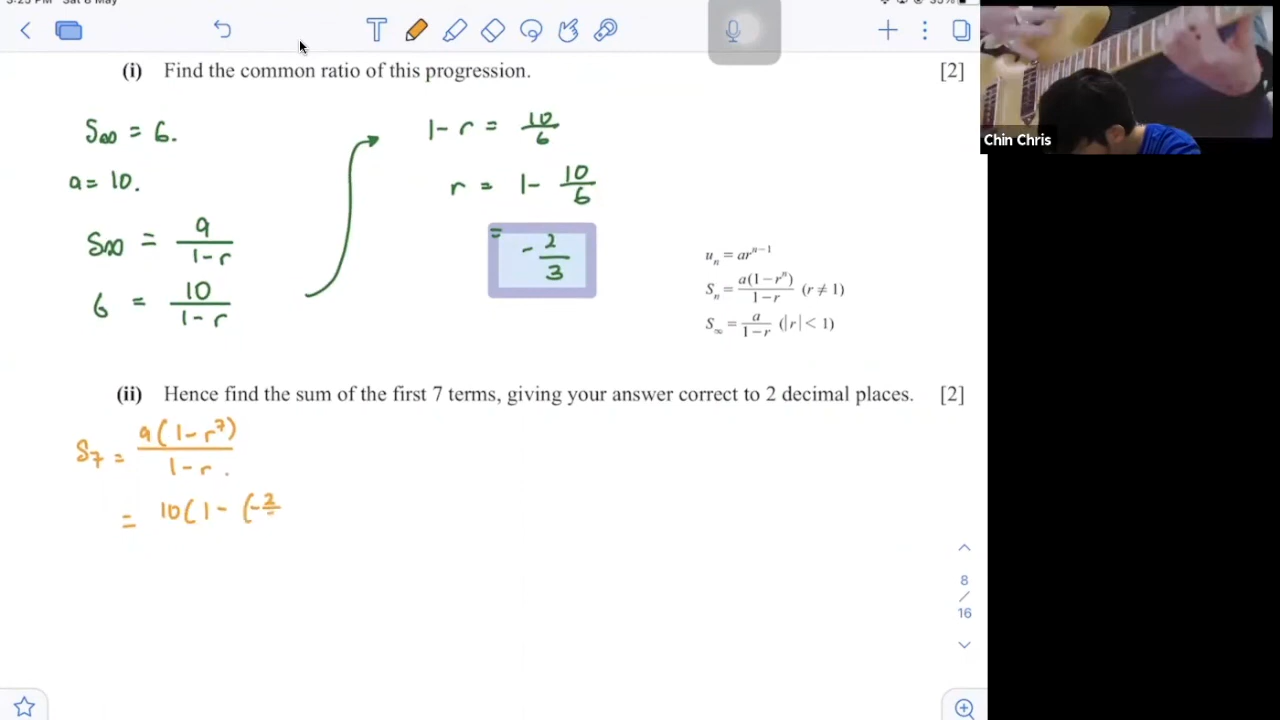 (i) Find the common ratio of this progression. [2]
S∞ = 6.
a = 10.
S∞ = a/(1-r)
6 = 10/(1-r)
1-r = 10/6
r = 1 - 10/6
= -2/3
uₙ = arⁿ⁻¹
Sₙ = a(1-rⁿ)/(1-r) (r ≠ 1)
S∞ = a/(1-r) (|r| < 1)
(ii) Hence find the sum of the first 7 terms, giving your answer correct to 2 decimal places. [2]
S₇ = a(1-r⁷)/(1-r).
= 10(1-(-2
8
/
16
Chin Chris